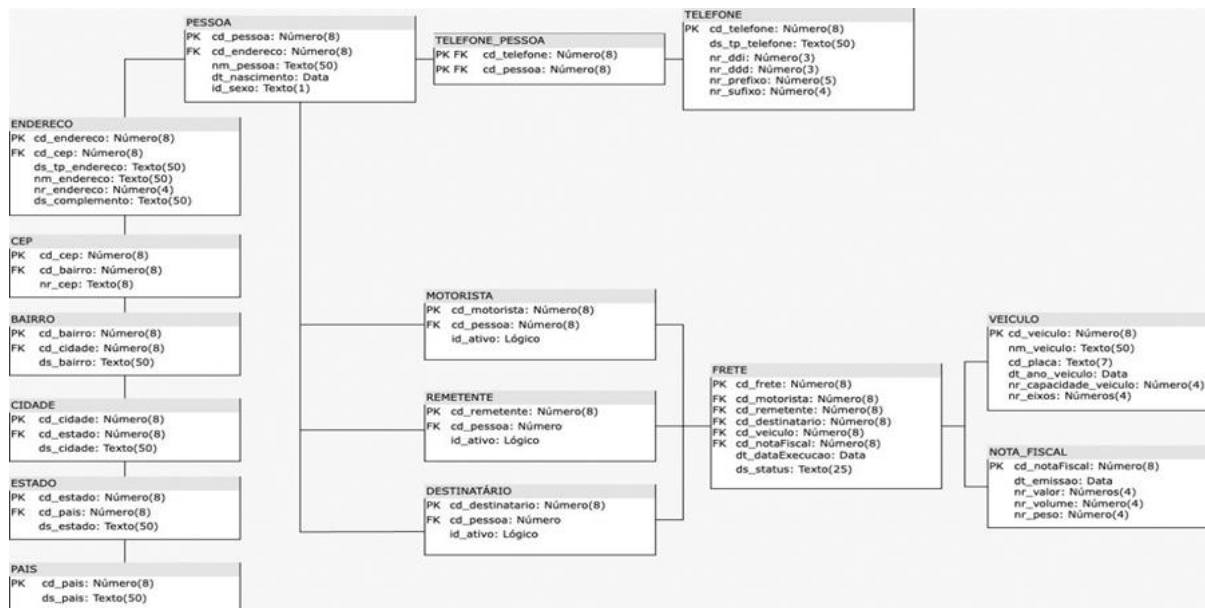 PESSOA
PK cd_pessoa: Número(8)
FK cd_endereco: Número(8)
nm_pessoa: Texto(50)
dt_nascimento: Data
id_sexo: Texto(1)
TELEFONE_PESSOA
PK FK cd_telefone: Número(8)
PK FK cd_pessoa: Número(8)
TELEFONE
PK cd_telefone: Número(8)
ds_tp_telefone: Texto(50)
nr_ddi: Número(3)
nr_ddd: Número(3)
nr_prefixo: Número(5)
nr_sufixo: Número(4)
ENDERECO
PK cd_endereco: Número(8)
FK cd_cep: Número(8)
ds_tp_endereco: Texto(50)
nm_endereco: Texto(50)
nr_endereco: Número(4)
ds_complemento: Texto(50)
CEP
PK cd_cep: Número(8)
FK cd_bairro: Número(8)
nr_cep: Texto(8)
BAIRRO
PK cd_bairro: Número(8)
FK cd_cidade: Número(8)
ds_bairro: Texto(50)
CIDADE
PK cd_cidade: Número(8)
FK cd_estado: Número(8)
ds_cidade: Texto(50)
ESTADO
PK cd_estado: Número(8)
FK cd_pais: Número(8)
ds_estado: Texto(50)
PAIS
PK cd_pais: Número(8)
ds_pais: Texto(50)
MOTORISTA
PK cd_motorista: Número(8)
FK cd_pessoa: Número(8)
id_ativo: Lógico
REMETENTE
PK cd_remetente: Número(8)
FK cd_pessoa: Número
id_ativo: Lógico
DESTINATÁRIO
PK cd_destinatario: Número(8)
FK cd_pessoa: Número
id_ativo: Lógico
FRETE
PK cd_frete: Número(8)
FK cd_motorista: Número(8)
FK cd_remetente: Número(8)
FK cd_destinatario: Número(8)
FK cd_veiculo: Número(8)
FK cd_notaFiscal: Número(8)
dt_dataExecucao: Data
ds_status: Texto(25)
VEICULO
PK cd_veiculo: Número(8)
nm_veiculo: Texto(50)
cd_placa: Texto(7)
dt_ano_veiculo: Data
nr_capacidade_veiculo: Número(4)
nr_eixos: Números(4)
NOTA_FISCAL
PK cd_notaFiscal: Número(8)
dt_emissao: Data
nr_valor: Números(4)
nr_volume: Número(4)
nr_peso: Número(4)